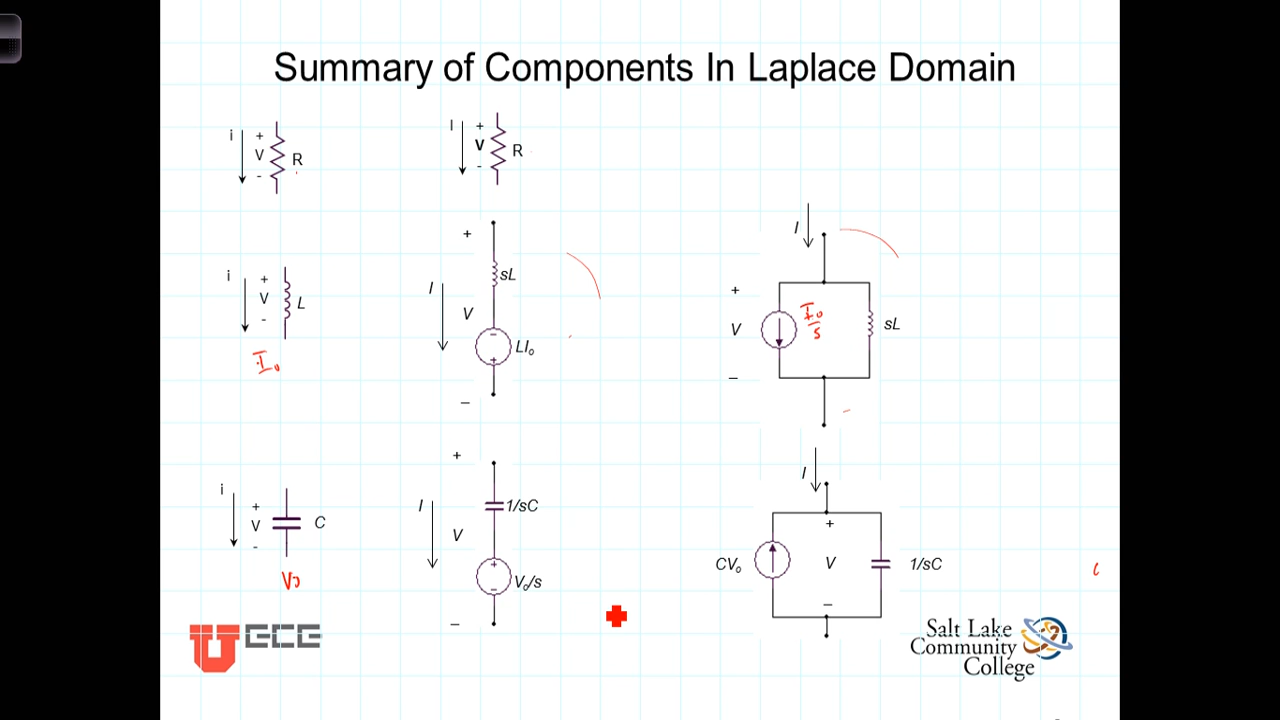 Summary of Components In Laplace Domain
i + V - R
I + V - R
i + V - L
I₀
I + V − sL − + LI₀
I + V − I₀/s sL
i + V - C
V₀
I + V − 1/sC + − V₀/s
I CV₀ + V − 1/sC
U ECE
Salt Lake
Community
College